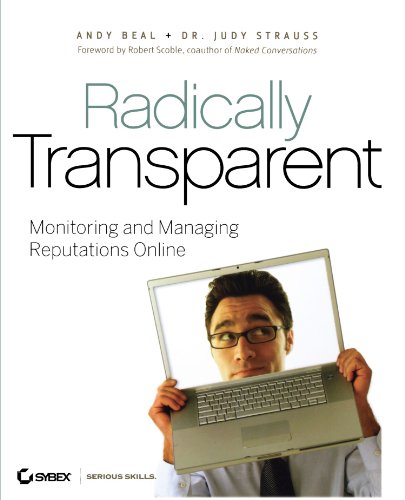 ANDY BEAL + DR. JUDY STRAUSS
Foreword by Robert Scoble, coauthor of Naked Conversations
Radically
Transparent
Monitoring and Managing
Reputations Online
SYBEX
SERIOUS SKILLS.